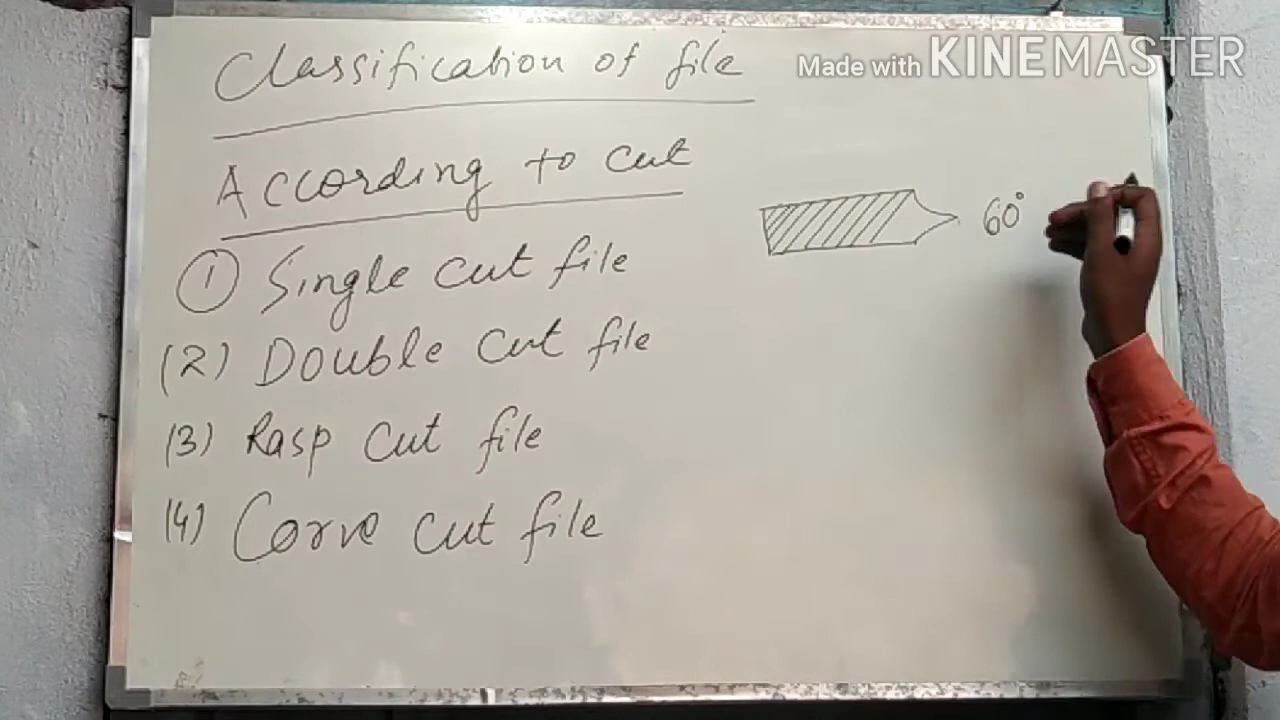 Classification of file
Made with KINEMASTER
According to cut
60°
① Single cut file
(2) Double cut file
(3) Rasp cut file
(4) Corve cut file